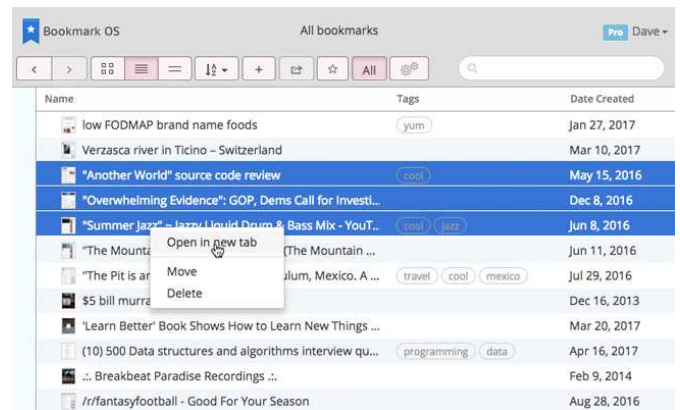 Bookmark OS All bookmarks Pro Dave
All
Name Tags Date Created
low FODMAP brand name foods yum Jan 27, 2017
Verzasca river in Ticino – Switzerland Mar 10, 2017
"Another World" source code review cool May 15, 2016
"Overwhelming Evidence": GOP, Dems Call for Investi... Dec 8, 2016
"Summer Jazz" ~ Jazzy Liquid Drum & Bass Mix - YouT.. cool jazz Jun 8, 2016
Open in new tab
"The Mounta (The Mountain ... Jun 11, 2016
Move
"The Pit is ar ulum, Mexico. A ... travel cool mexico Jul 29, 2016
Delete
$5 bill murra Dec 16, 2013
'Learn Better' Book Shows How to Learn New Things ... Mar 20, 2017
(10) 500 Data structures and algorithms interview qu... programming data Apr 16, 2017
.:. Breakbeat Paradise Recordings .:. Feb 9, 2014
/r/fantasyfootball - Good For Your Season Aug 28, 2016